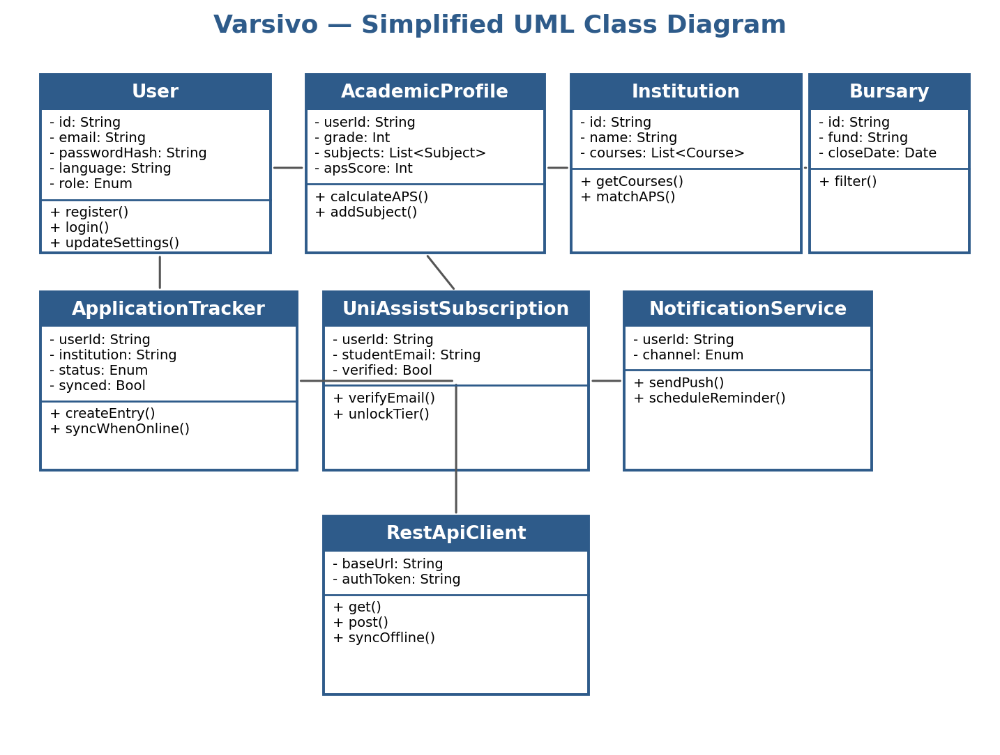 Varsivo — Simplified UML Class Diagram
User
- id: String
- email: String
- passwordHash: String
- language: String
- role: Enum
+ register()
+ login()
+ updateSettings()
AcademicProfile
- userId: String
- grade: Int
- subjects: List<Subject>
- apsScore: Int
+ calculateAPS()
+ addSubject()
Institution
- id: String
- name: String
- courses: List<Course>
+ getCourses()
+ matchAPS()
Bursary
- id: String
- fund: String
- closeDate: Date
+ filter()
ApplicationTracker
- userId: String
- institution: String
- status: Enum
- synced: Bool
+ createEntry()
+ syncWhenOnline()
UniAssistSubscription
- userId: String
- studentEmail: String
- verified: Bool
+ verifyEmail()
+ unlockTier()
NotificationService
- userId: String
- channel: Enum
+ sendPush()
+ scheduleReminder()
RestApiClient
- baseUrl: String
- authToken: String
+ get()
+ post()
+ syncOffline()